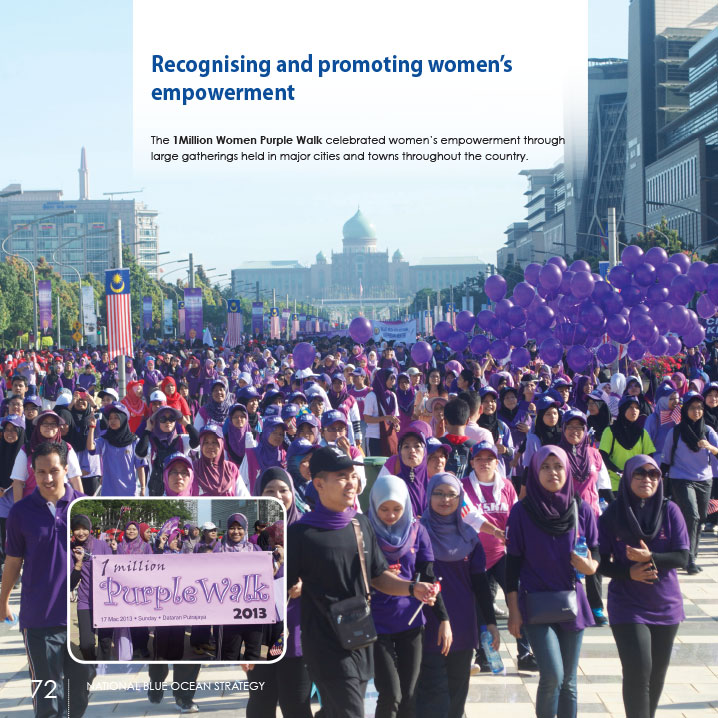 Recognising and promoting women's
empowerment
The 1Million Women Purple Walk celebrated women's empowerment through
large gatherings held in major cities and towns throughout the country.
1 million
Purple Walk
2013
17 Mac 2013 • Sunday • Dataran Putrajaya
72
NATIONAL BLUE OCEAN STRATEGY